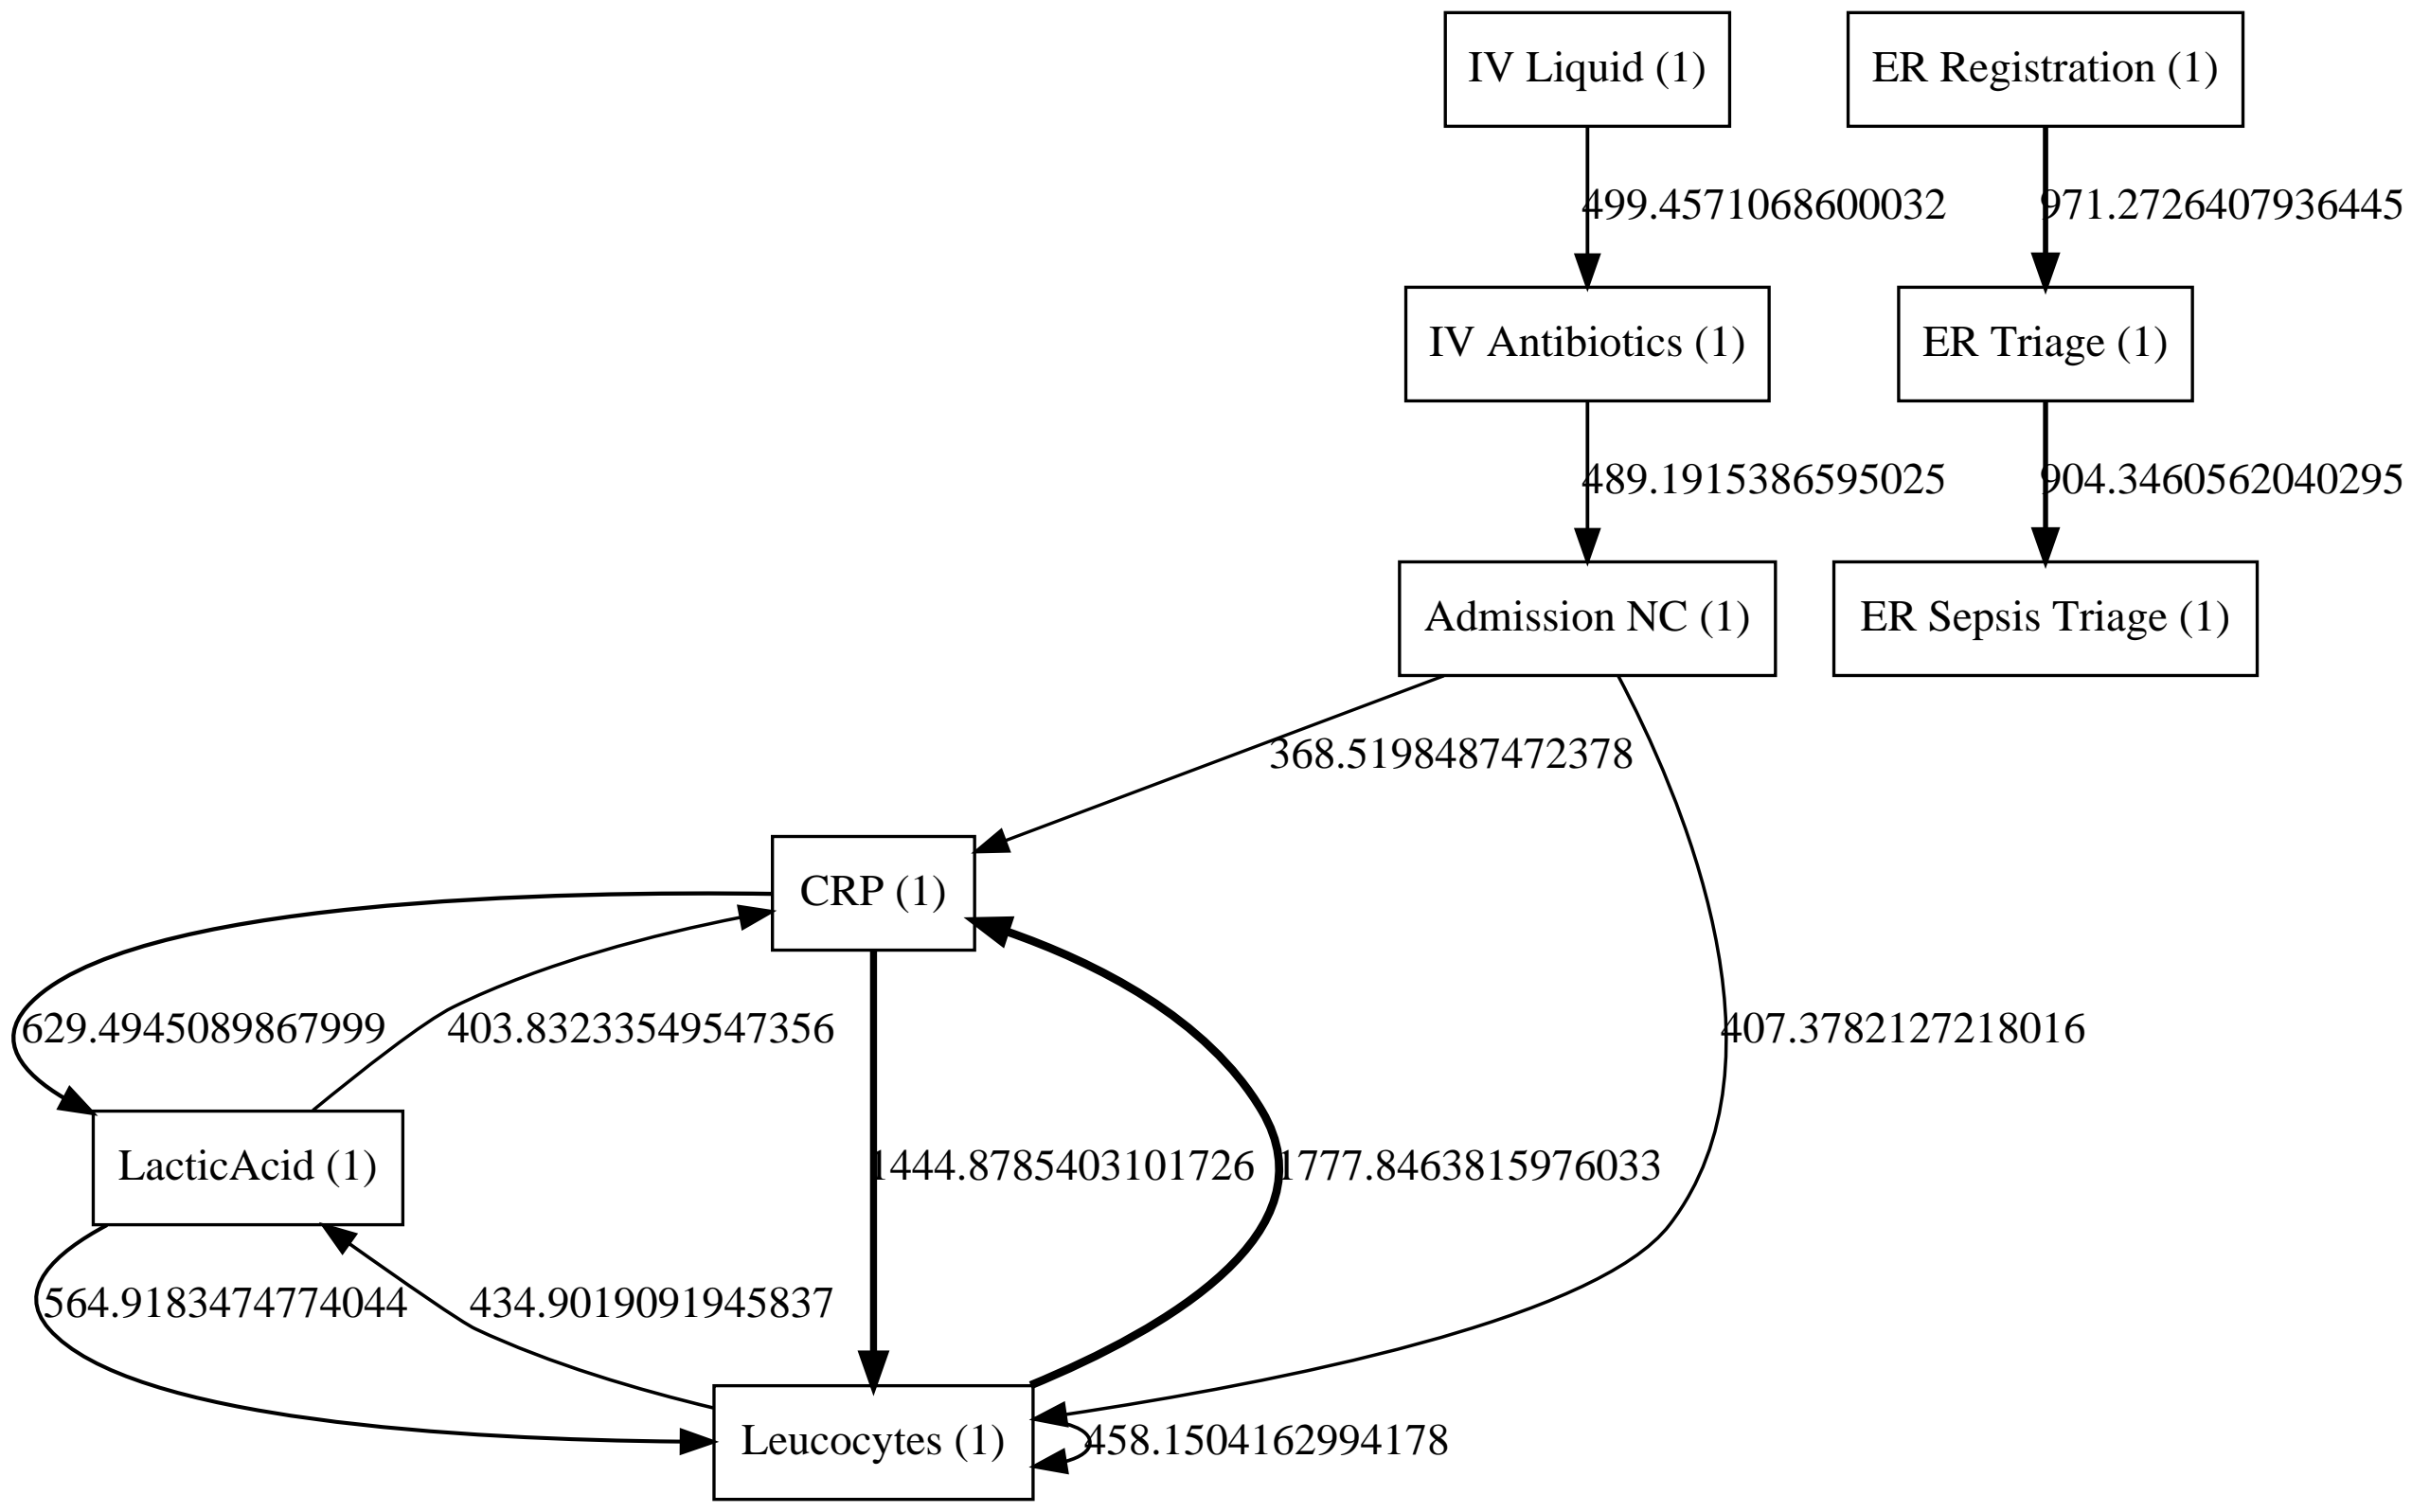 IV Liquid (1)
ER Registration (1)
499.4571068600032
971.2726407936445
IV Antibiotics (1)
ER Triage (1)
489.1915386595025
904.3460562040295
Admission NC (1)
ER Sepsis Triage (1)
368.5198487472378
CRP (1)
629.4945089867999
403.83233549547356
407.3782127218016
LacticAcid (1)
1444.8785403101726
1777.8463815976033
564.9183474774044
434.9019091945837
Leucocytes (1)
458.1504162994178